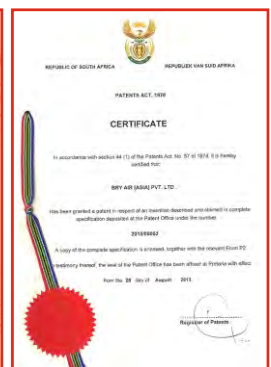 REPUBLIC OF SOUTH AFRICA
REPUBLIEK VAN SUID AFRIKA
PATENTS ACT, 1978
CERTIFICATE
In accordance with section 44 (1) of the Patents Act, No. 57 of 1978, it is hereby
certified that:
BRY AIR [ASIA] PVT. LTD.
Has been granted a patent in respect of an invention described and claimed in complete
specification deposited at the Patent Office under the number
A copy of the complete specification is annexed, together with the relevant Form P2
testimony thereof, the seal of the Patent Office has been affixed at Pretoria with effect
from the 28 day of August 2013
Registrar of Patents